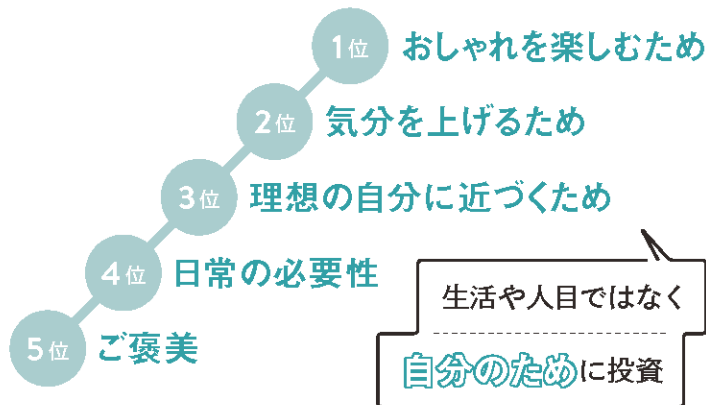 1位 おしゃれを楽しむため
2位 気分を上げるため
3位 理想の自分に近づくため
4位 日常の必要性
5位 ご褒美
生活や人目ではなく
自分のために投資